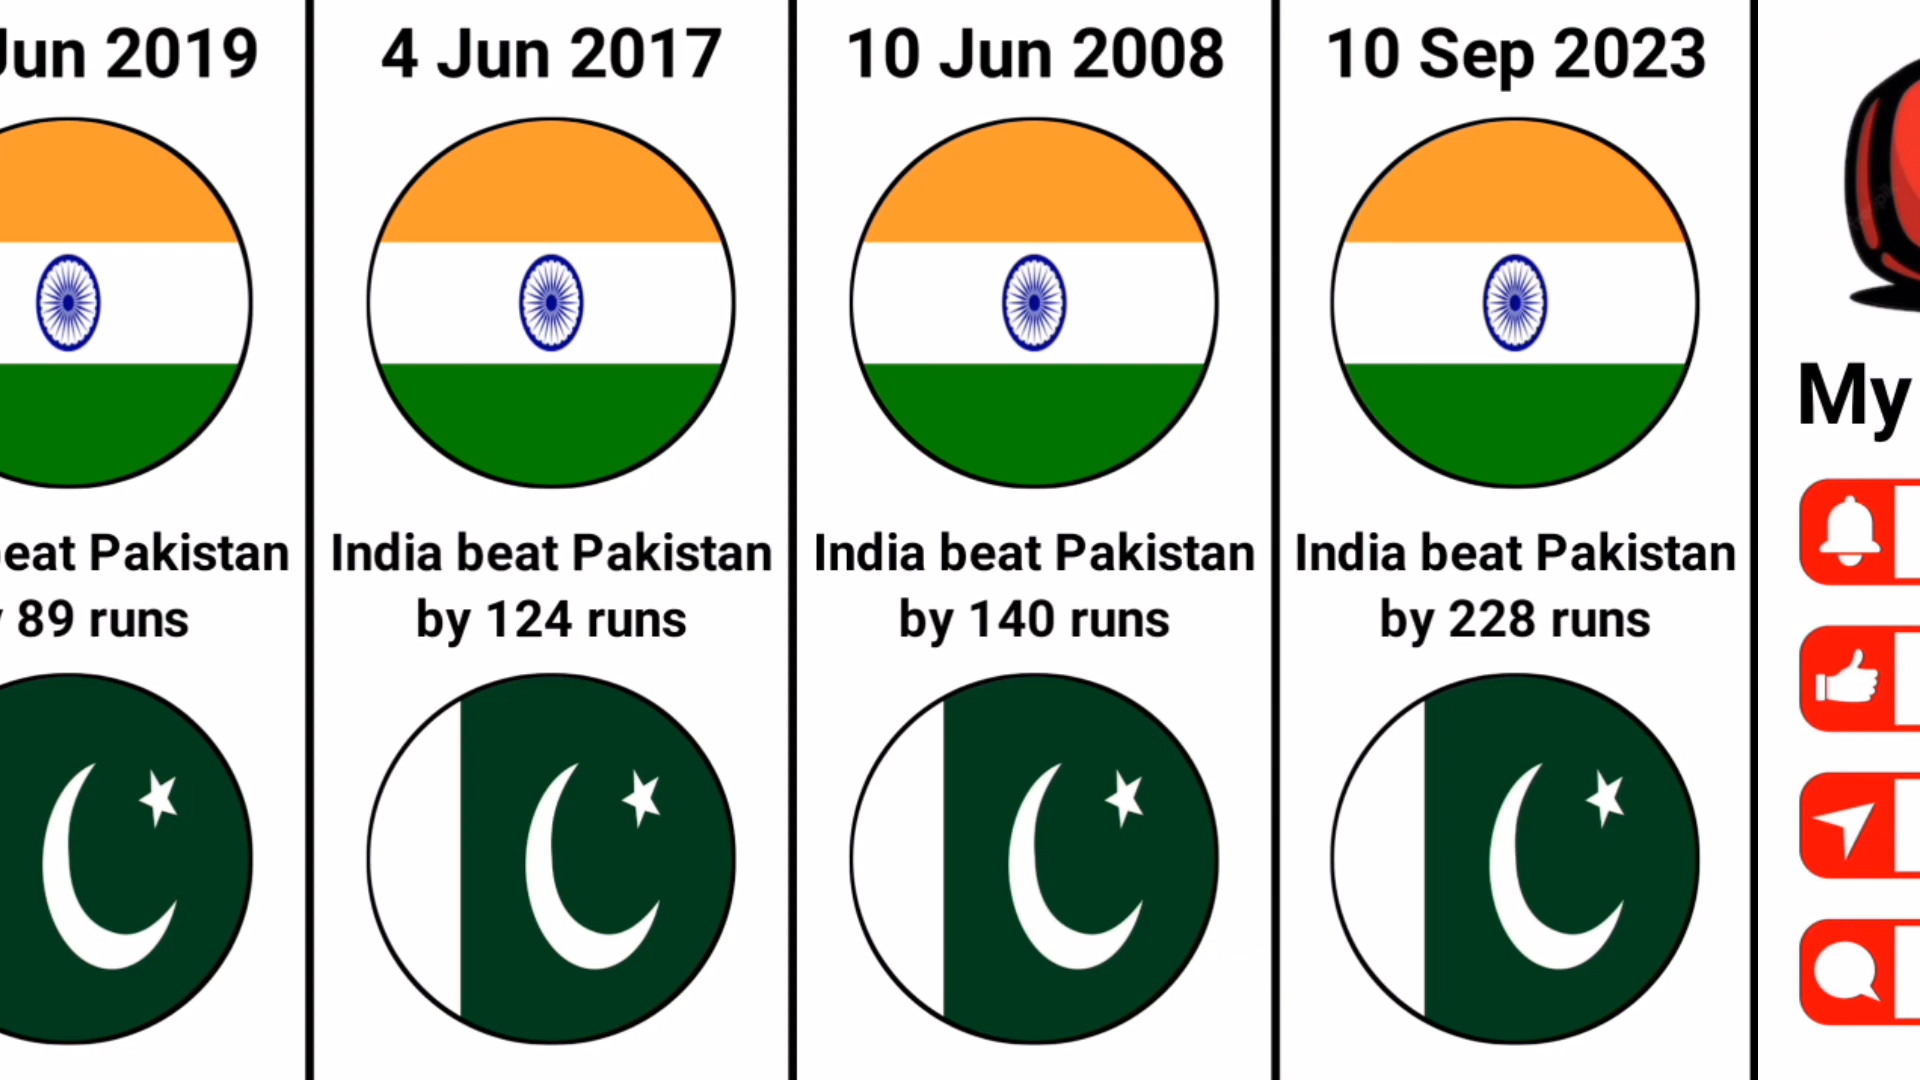 Jun 2019
4 Jun 2017
10 Jun 2008
10 Sep 2023
beat Pakistan
89 runs
India beat Pakistan
by 124 runs
India beat Pakistan
by 140 runs
India beat Pakistan
by 228 runs
My